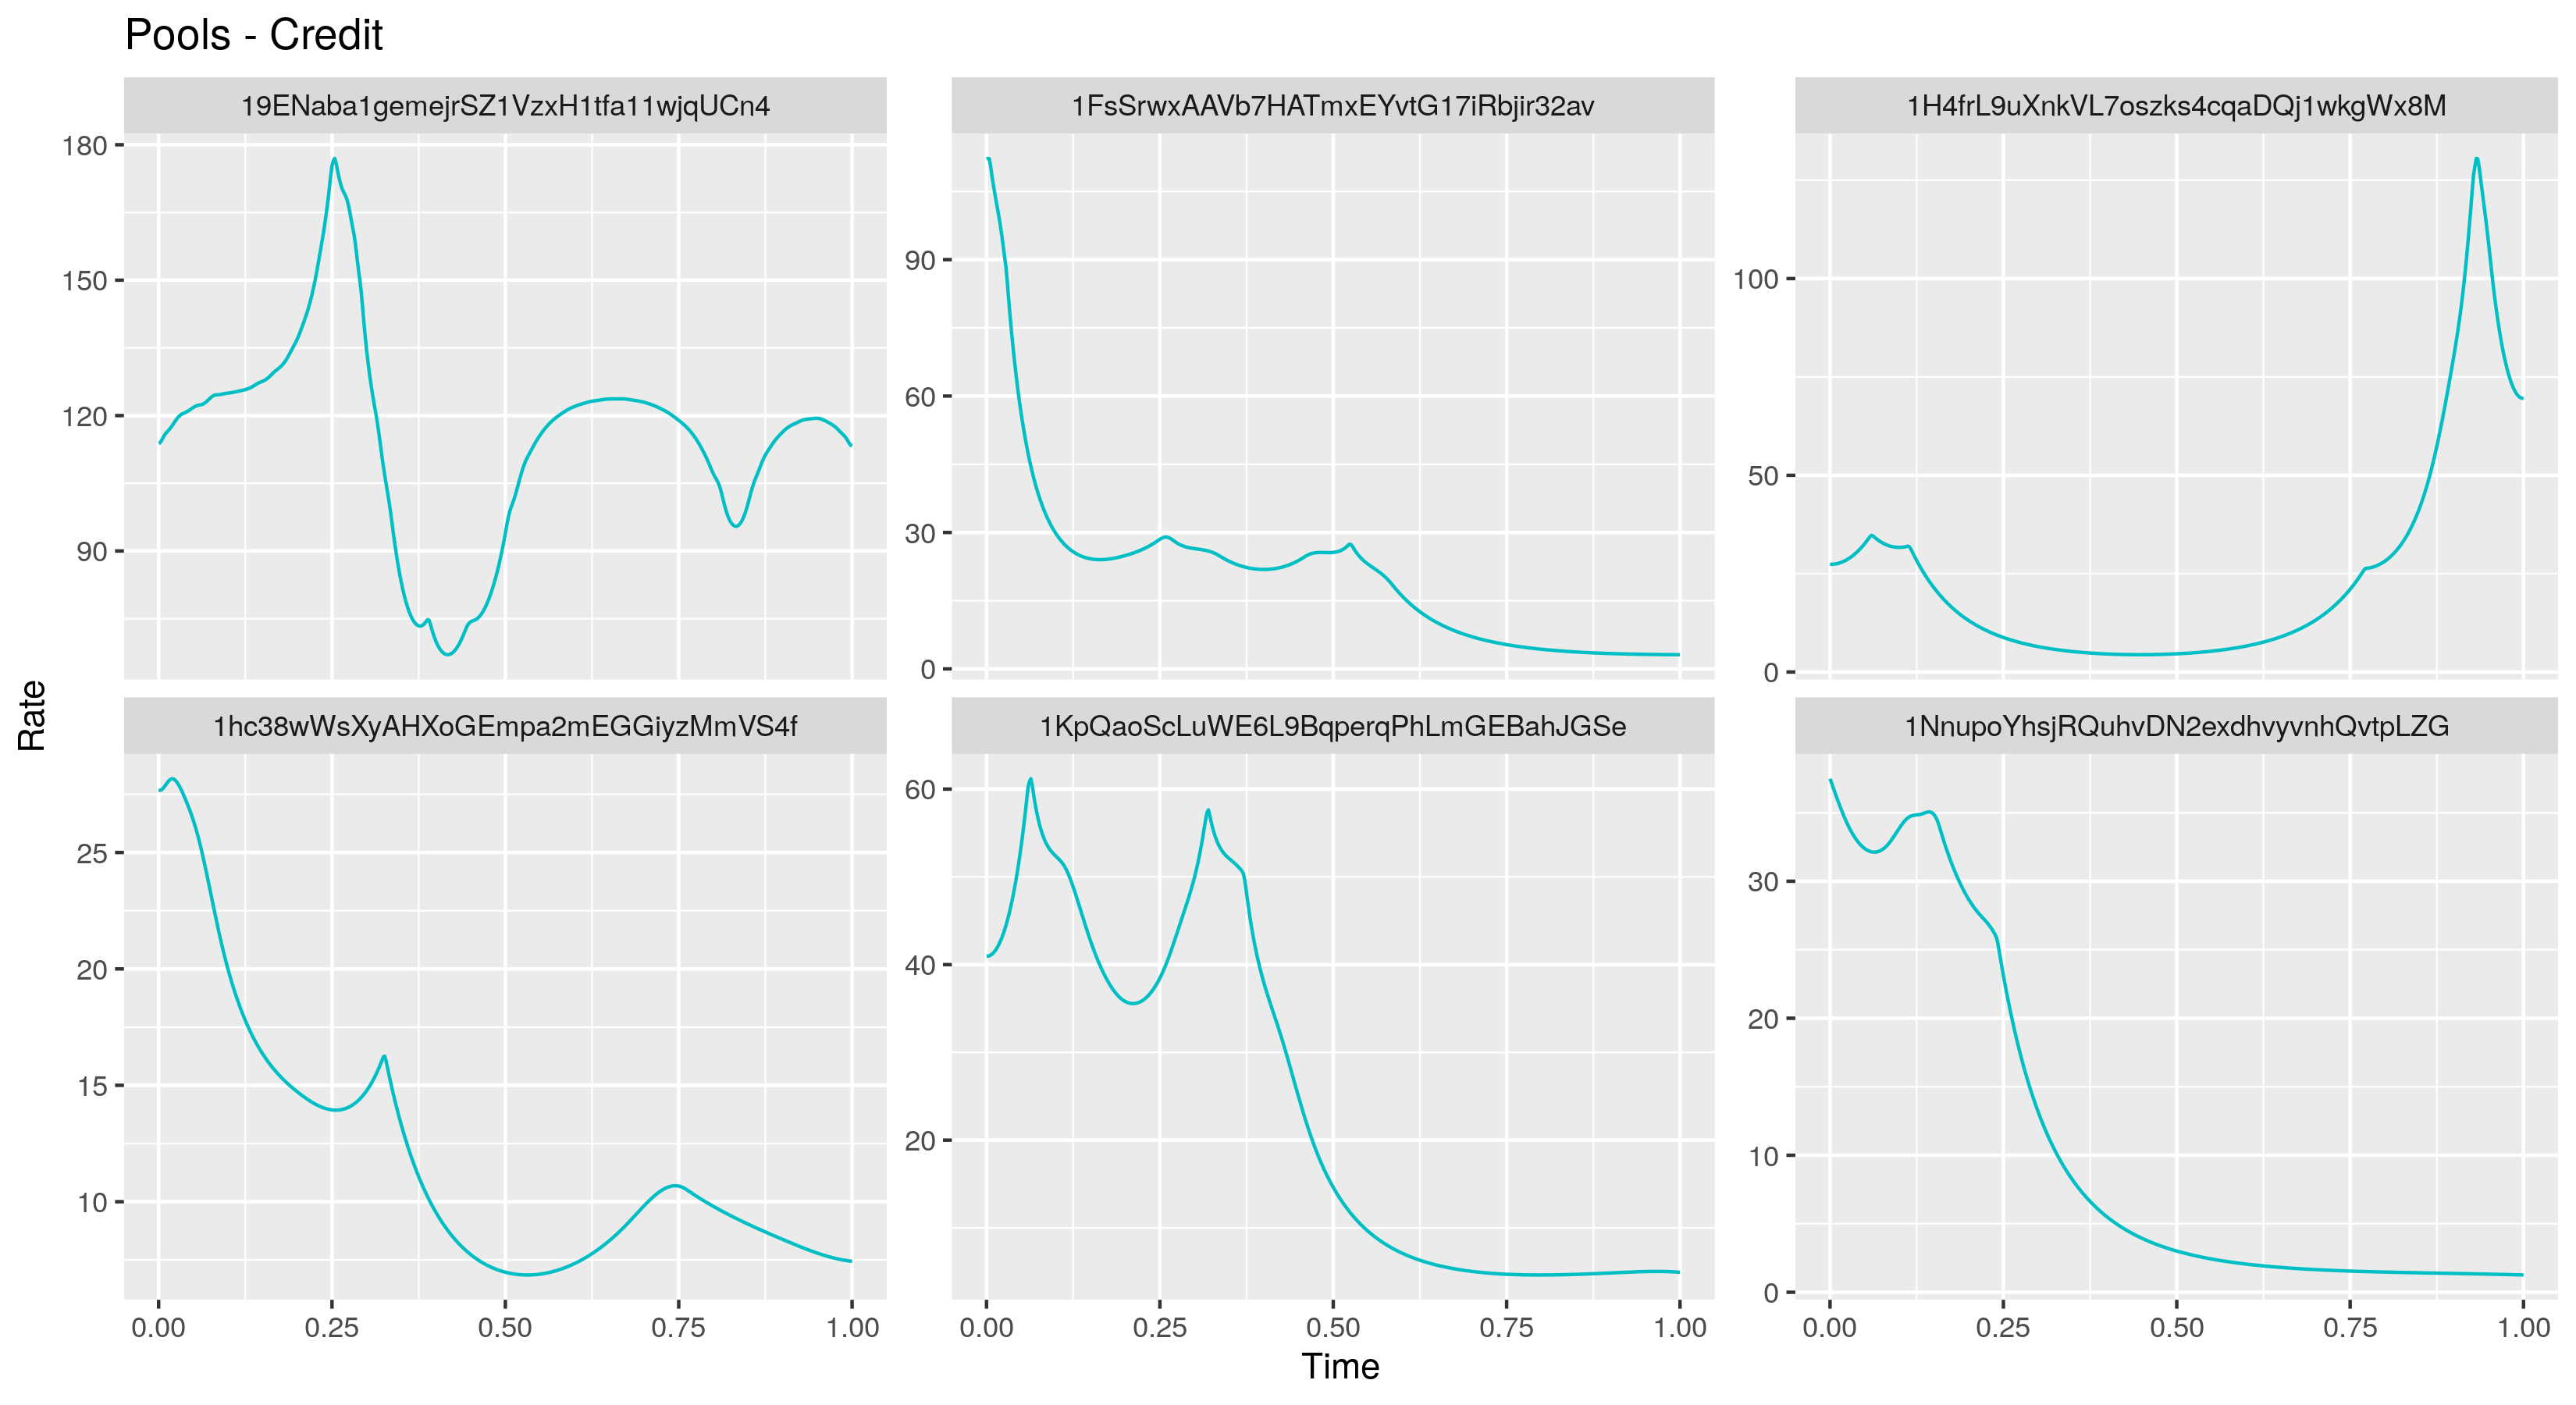 Pools - Credit
19ENaba1gemejrSZ1VzxH1tfa11wjqUCn4
1FsSrwxAAVb7HATmxEYvtG17iRbjir32av
1H4frL9uXnkVL7oszks4cqaDQj1wkgWx8M
180
150
120
90
90
60
30
0
100
50
0
Rate
1hc38wWsXyAHXoGEmpa2mEGGiyzMmVS4f
1KpQaoScLuWE6L9BqperqPhLmGEBahJGSe
1NnupoYhsjRQuhvDN2exdhvyvnhQvtpLZG
25
20
15
10
60
40
20
30
20
10
0
0.00 0.25 0.50 0.75 1.00
0.00 0.25 0.50 0.75 1.00
0.00 0.25 0.50 0.75 1.00
Time